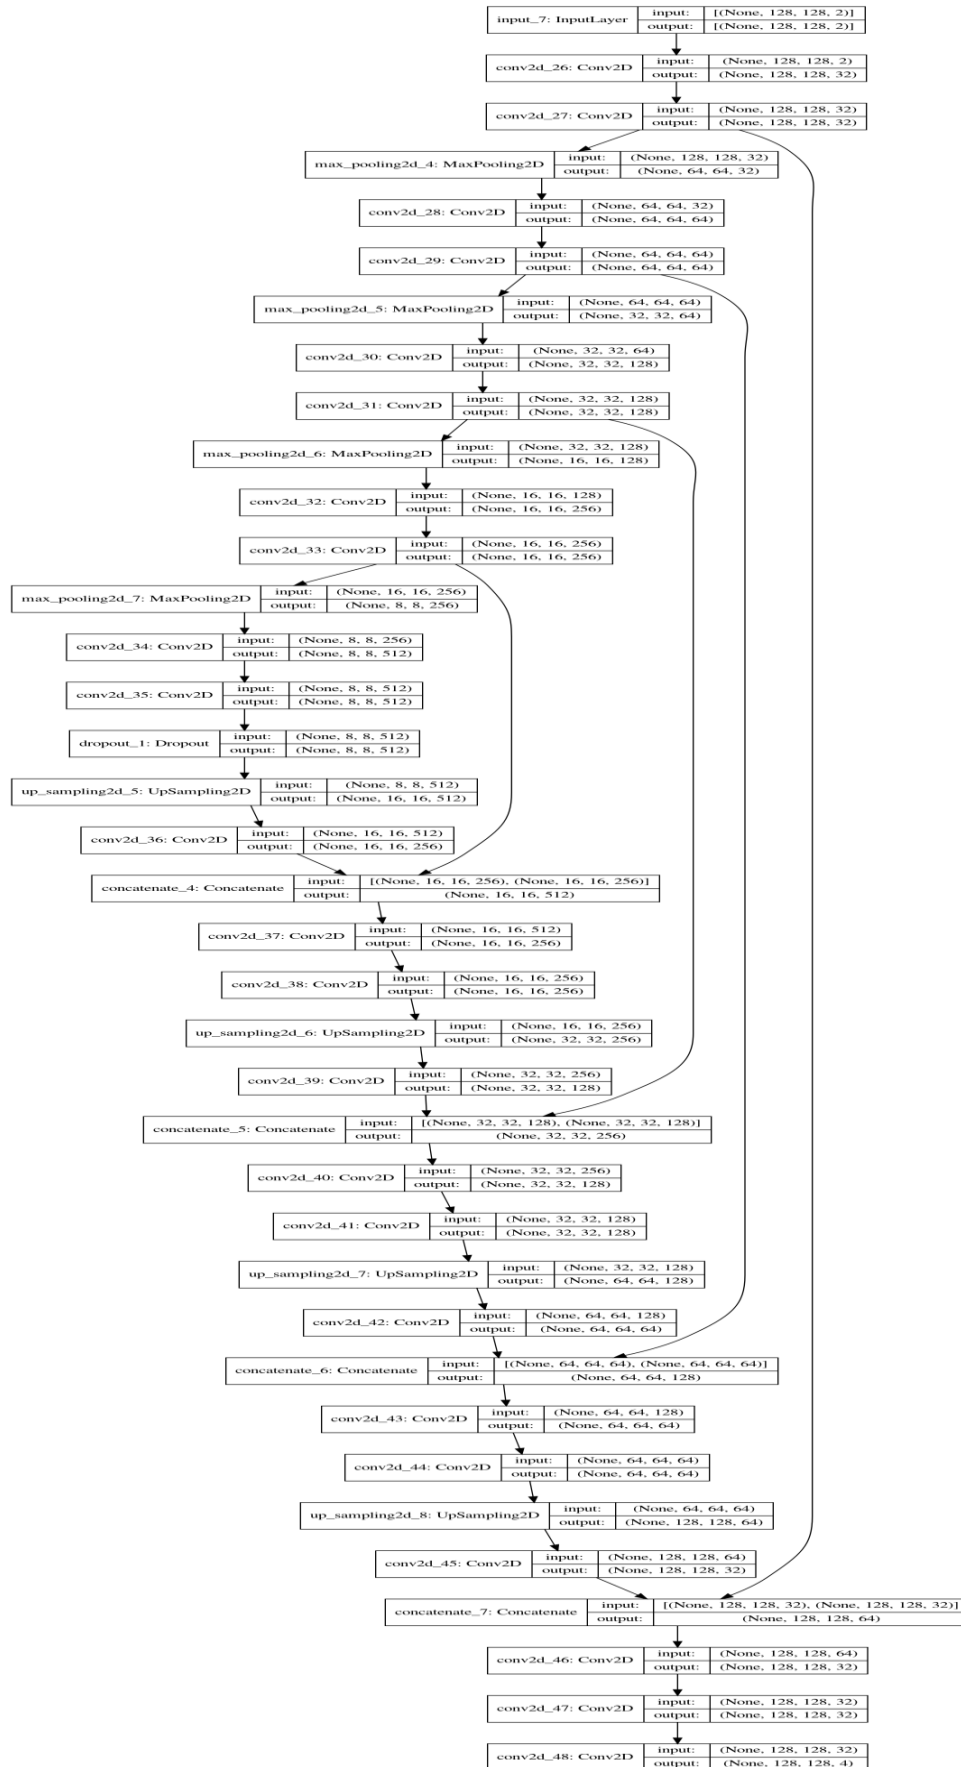 input_7: InputLayer input: [(None, 128, 128, 2)]
output: [(None, 128, 128, 2)]
conv2d_26: Conv2D input: (None, 128, 128, 2)
output: (None, 128, 128, 32)
conv2d_27: Conv2D input: (None, 128, 128, 32)
output: (None, 128, 128, 32)
max_pooling2d_4: MaxPooling2D input: (None, 128, 128, 32)
output: (None, 64, 64, 32)
conv2d_28: Conv2D input: (None, 64, 64, 32)
output: (None, 64, 64, 64)
conv2d_29: Conv2D input: (None, 64, 64, 64)
output: (None, 64, 64, 64)
max_pooling2d_5: MaxPooling2D input: (None, 64, 64, 64)
output: (None, 32, 32, 64)
conv2d_30: Conv2D input: (None, 32, 32, 64)
output: (None, 32, 32, 128)
conv2d_31: Conv2D input: (None, 32, 32, 128)
output: (None, 32, 32, 128)
max_pooling2d_6: MaxPooling2D input: (None, 32, 32, 128)
output: (None, 16, 16, 128)
conv2d_32: Conv2D input: (None, 16, 16, 128)
output: (None, 16, 16, 256)
conv2d_33: Conv2D input: (None, 16, 16, 256)
output: (None, 16, 16, 256)
max_pooling2d_7: MaxPooling2D input: (None, 16, 16, 256)
output: (None, 8, 8, 256)
conv2d_34: Conv2D input: (None, 8, 8, 256)
output: (None, 8, 8, 512)
conv2d_35: Conv2D input: (None, 8, 8, 512)
output: (None, 8, 8, 512)
dropout_1: Dropout input: (None, 8, 8, 512)
output: (None, 8, 8, 512)
up_sampling2d_5: UpSampling2D input: (None, 8, 8, 512)
output: (None, 16, 16, 512)
conv2d_36: Conv2D input: (None, 16, 16, 512)
output: (None, 16, 16, 256)
concatenate_4: Concatenate input: [(None, 16, 16, 256), (None, 16, 16, 256)]
output: (None, 16, 16, 512)
conv2d_37: Conv2D input: (None, 16, 16, 512)
output: (None, 16, 16, 256)
conv2d_38: Conv2D input: (None, 16, 16, 256)
output: (None, 16, 16, 256)
up_sampling2d_6: UpSampling2D input: (None, 16, 16, 256)
output: (None, 32, 32, 256)
conv2d_39: Conv2D input: (None, 32, 32, 256)
output: (None, 32, 32, 128)
concatenate_5: Concatenate input: [(None, 32, 32, 128), (None, 32, 32, 128)]
output: (None, 32, 32, 256)
conv2d_40: Conv2D input: (None, 32, 32, 256)
output: (None, 32, 32, 128)
conv2d_41: Conv2D input: (None, 32, 32, 128)
output: (None, 32, 32, 128)
up_sampling2d_7: UpSampling2D input: (None, 32, 32, 128)
output: (None, 64, 64, 128)
conv2d_42: Conv2D input: (None, 64, 64, 128)
output: (None, 64, 64, 64)
concatenate_6: Concatenate input: [(None, 64, 64, 64), (None, 64, 64, 64)]
output: (None, 64, 64, 128)
conv2d_43: Conv2D input: (None, 64, 64, 128)
output: (None, 64, 64, 64)
conv2d_44: Conv2D input: (None, 64, 64, 64)
output: (None, 64, 64, 64)
up_sampling2d_8: UpSampling2D input: (None, 64, 64, 64)
output: (None, 128, 128, 64)
conv2d_45: Conv2D input: (None, 128, 128, 64)
output: (None, 128, 128, 32)
concatenate_7: Concatenate input: [(None, 128, 128, 32), (None, 128, 128, 32)]
output: (None, 128, 128, 64)
conv2d_46: Conv2D input: (None, 128, 128, 64)
output: (None, 128, 128, 32)
conv2d_47: Conv2D input: (None, 128, 128, 32)
output: (None, 128, 128, 32)
conv2d_48: Conv2D input: (None, 128, 128, 32)
output: (None, 128, 128, 4)